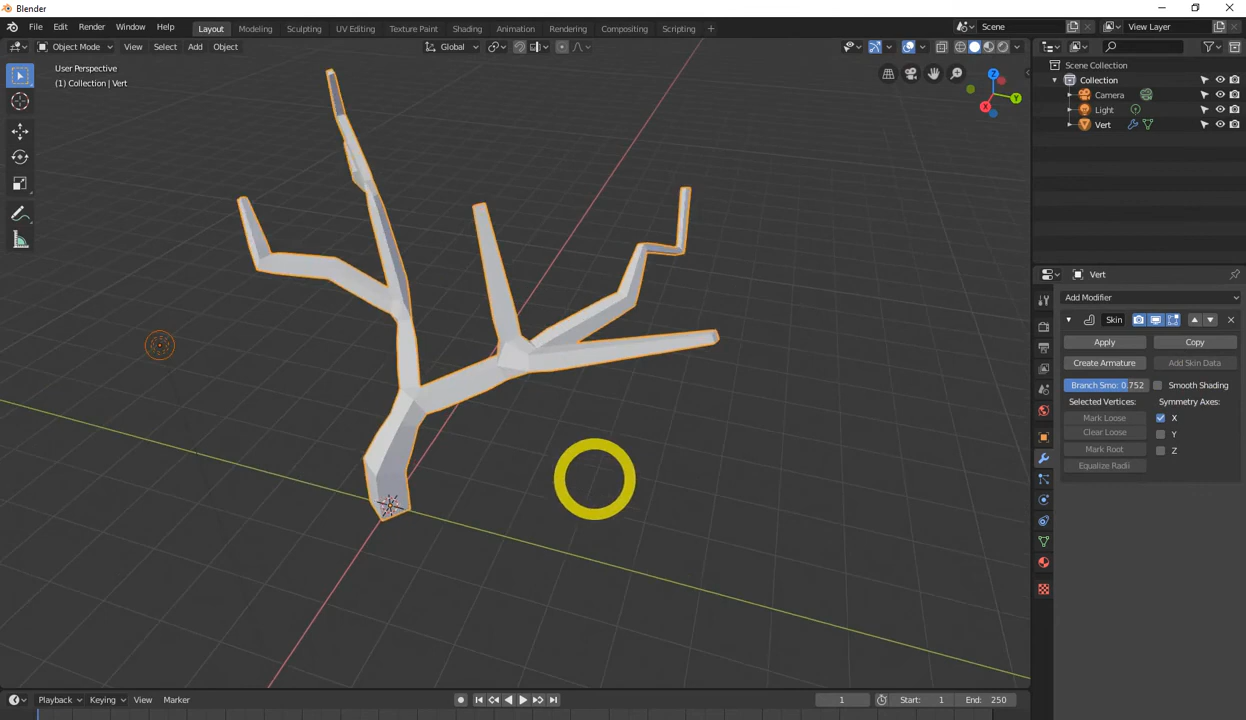 Blender
File Edit Render Window Help Layout Modeling Sculpting UV Editing Texture Paint Shading Animation Rendering Compositing Scripting + Scene View Layer
Object Mode View Select Add Object Global
User Perspective
(1) Collection | Vert
Z
Y
X
Scene Collection
Collection
Camera
Light
Vert
Vert
Add Modifier
Skin
Apply Copy
Create Armature Add Skin Data
Branch Smo: 0.752 Smooth Shading
Selected Vertices: Symmetry Axes:
Mark Loose X
Clear Loose Y
Mark Root Z
Equalize Radii
Playback Keying View Marker 1 Start: 1 End: 250